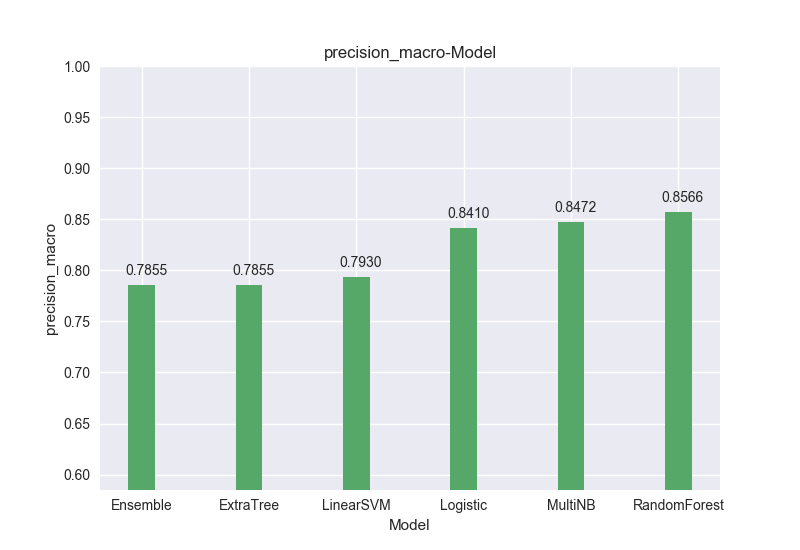 precision_macro-Model
1.00
0.95
0.90
0.85
0.80
0.75
0.70
0.65
0.60
precision_macro
0.7855
0.7855
0.7930
0.8410
0.8472
0.8566
Ensemble
ExtraTree
LinearSVM
Logistic
MultiNB
RandomForest
Model